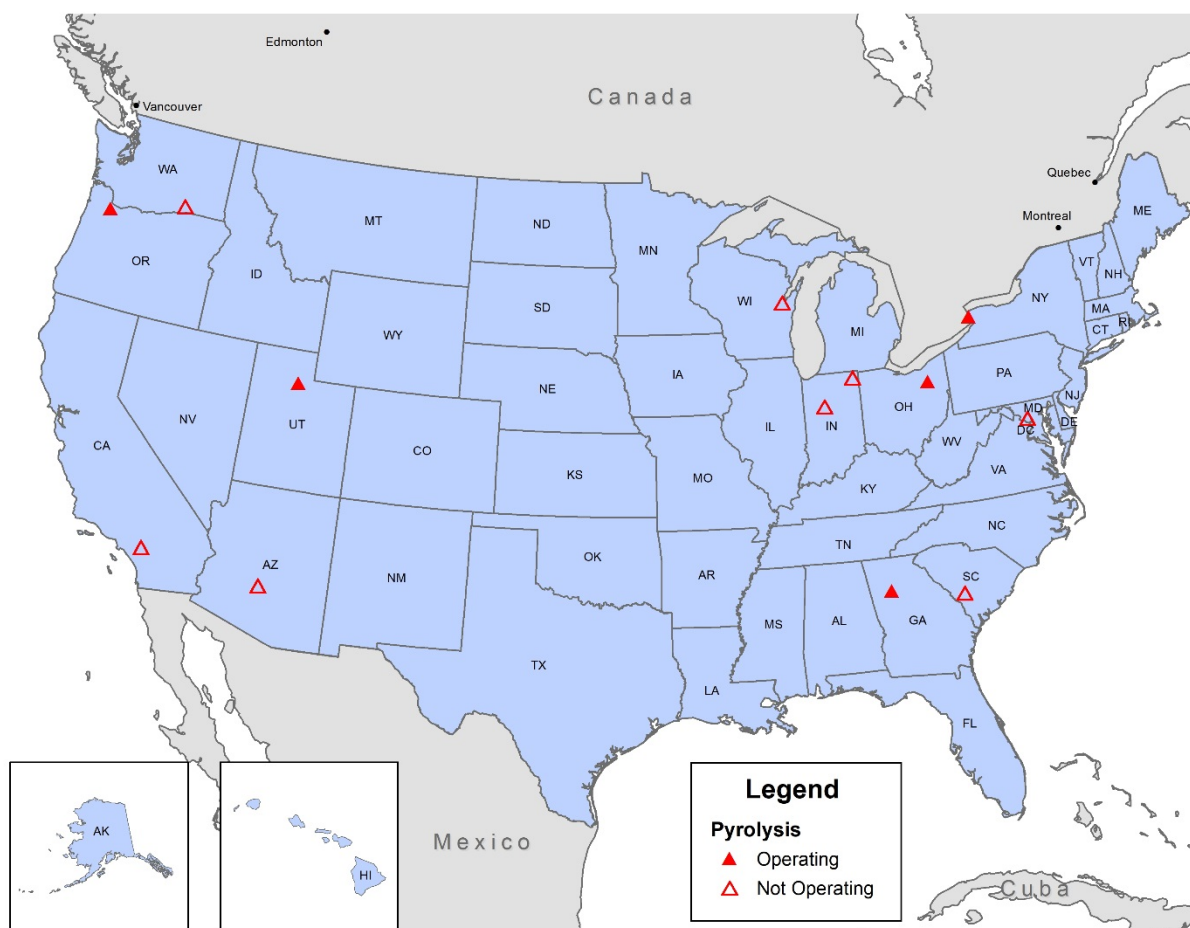 Edmonton
Canada
Vancouver
WA
Quebec
MT
ME
Montreal
ND
OR
MN
VT
ID
NH
NY
SD
WI
MA
MI
RI
CT
WY
PA
IA
NE
NJ
OH
NV
MD
UT
IL
IN
DE
DC
CA
CO
WV
VA
KS
MO
KY
NC
TN
OK
AZ
AR
NM
SC
MS
AL
GA
TX
LA
FL
AK
HI
Mexico
Cuba
Legend
Pyrolysis
Operating
Not Operating